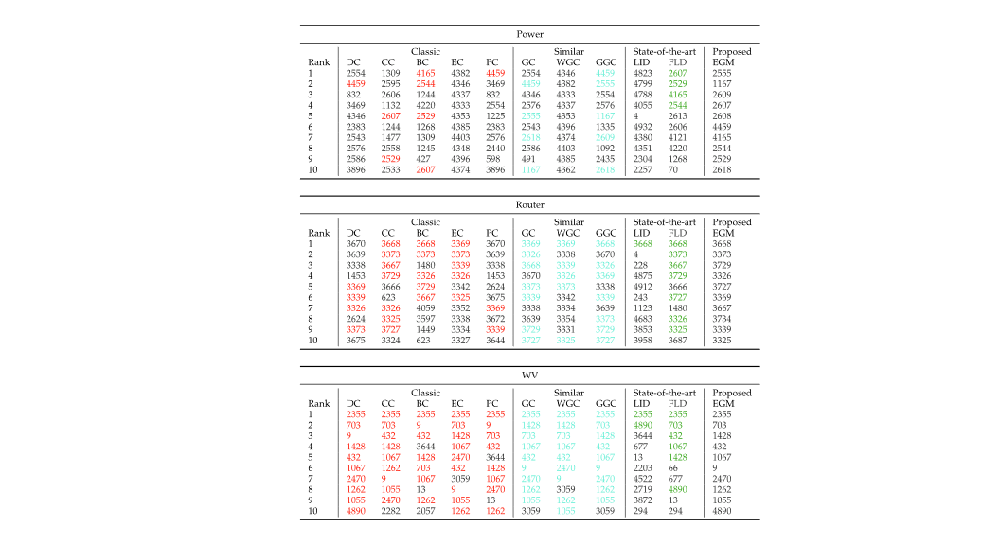 Power
Classic Similar State-of-the-art Proposed
Rank DC CC BC EC PC GC WGC GGC LID FLD EGM
1 2554 1309 4165 4382 4459 2554 4346 4459 4823 2607 2555
2 4459 2595 2544 4346 3469 4459 4382 2555 4799 2529 1167
3 832 2606 1244 4337 832 4346 4333 2554 4788 4165 2609
4 3469 1132 4220 4333 2554 2576 4337 2576 4055 2544 2607
5 4346 2607 2529 4353 1225 2555 4353 1167 4 2613 2608
6 2383 1244 1268 4385 2383 2543 4396 1335 4932 2606 4459
7 2543 1477 1309 4403 2576 2618 4374 2609 4380 4121 4165
8 2576 2558 1245 4348 2440 2586 4403 1092 4351 4220 2544
9 2586 2529 427 4396 598 491 4385 2435 2304 1268 2529
10 3896 2533 2607 4374 3896 1167 4362 2618 2257 70 2618
Router
Classic Similar State-of-the-art Proposed
Rank DC CC BC EC PC GC WGC GGC LID FLD EGM
1 3670 3668 3668 3369 3670 3369 3369 3668 3668 3668 3668
2 3639 3373 3373 3373 3639 3326 3338 3670 4 3373 3373
3 3338 3667 1480 3339 3338 3668 3339 3326 228 3667 3729
4 1453 3729 3326 3326 1453 3670 3326 3369 4875 3729 3326
5 3369 3666 3729 3342 2624 3373 3373 3338 4912 3666 3727
6 3339 623 3667 3325 3675 3339 3342 3339 243 3727 3369
7 3326 3326 4059 3352 3369 3338 3334 3639 1123 1480 3667
8 2624 3325 3597 3338 3672 3639 3354 3373 4683 3326 3734
9 3373 3727 1449 3334 3339 3729 3331 3729 3853 3325 3339
10 3675 3324 623 3327 3644 3727 3325 3727 3958 3687 3325
WV
Classic Similar State-of-the-art Proposed
Rank DC CC BC EC PC GC WGC GGC LID FLD EGM
1 2355 2355 2355 2355 2355 2355 2355 2355 2355 2355 2355
2 703 703 9 703 9 1428 1428 703 4890 703 703
3 9 432 432 1428 703 703 703 1428 3644 432 1428
4 1428 1428 3644 1067 432 1067 1067 432 677 1067 432
5 432 1067 1428 2470 3644 432 432 1067 13 1428 1067
6 1067 1262 703 432 1428 9 2470 9 2203 66 9
7 2470 9 1067 3059 1067 2470 9 2470 4522 677 2470
8 1262 1055 13 9 2470 1262 3059 1262 2719 4890 1262
9 1055 2470 1262 1055 13 1055 1262 1055 3872 13 1055
10 4890 2282 2057 1262 1262 3059 1055 3059 294 294 4890